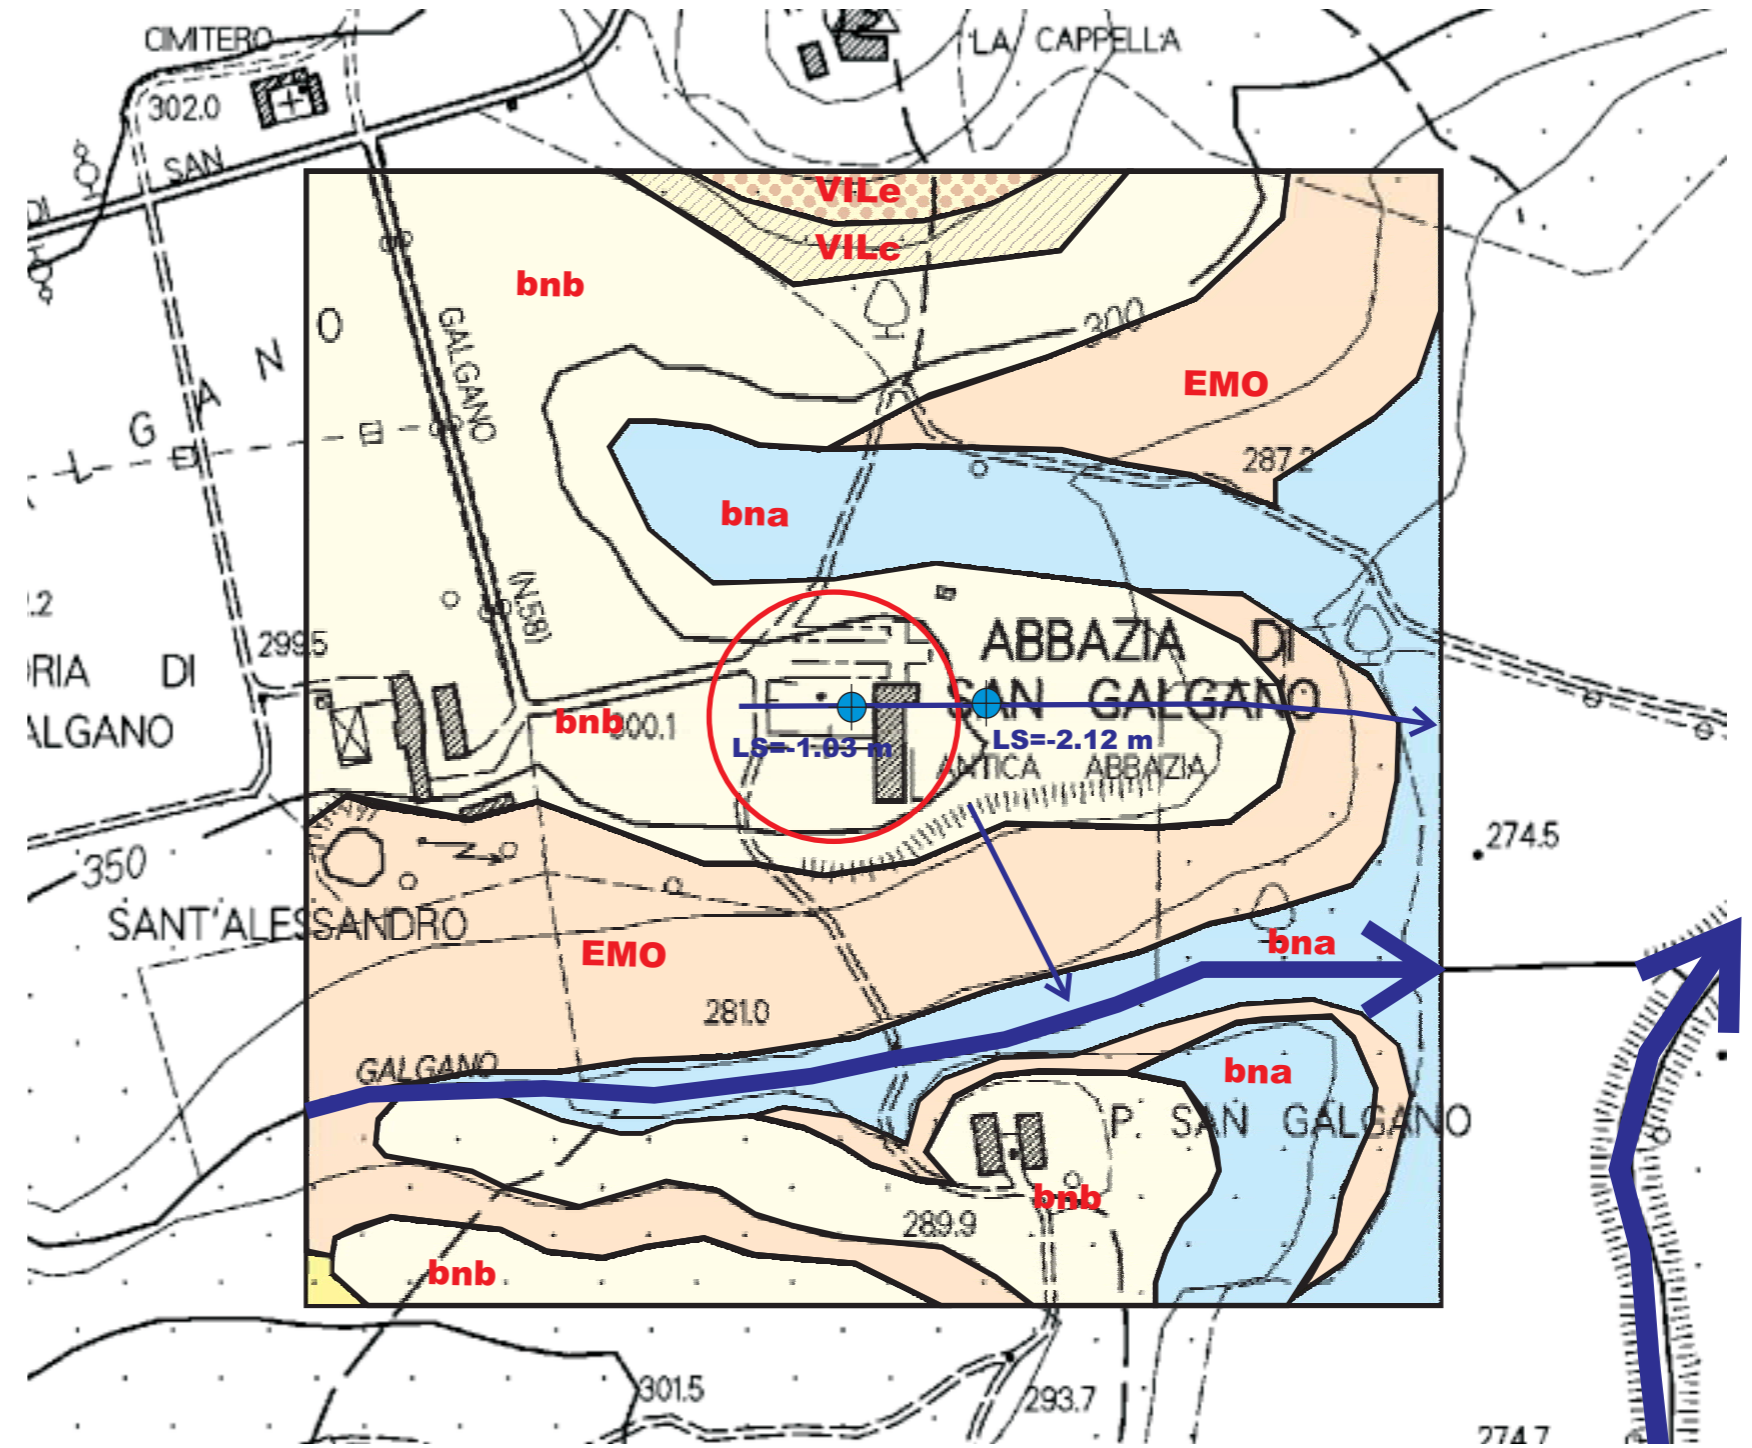 CIMITERO
LA CAPPELLA
302.0
SAN
DI
VILe
VILc
bnb
GALGANO
300
O
N
A
G
L
EMO
287.2
bna
(N.58)
299.5
ABBAZIA DI
SAN GALGANO
DI
ALGANO
bnb
300.1
LS=-1.03 m
LS=-2.12 m
ANTICA ABBAZIA
274.5
350
SANT'ALESSANDRO
EMO
bna
281.0
GALGANO
bna
P. SAN GALGANO
bnb
289.9
bnb
301.5
293.7
274.7